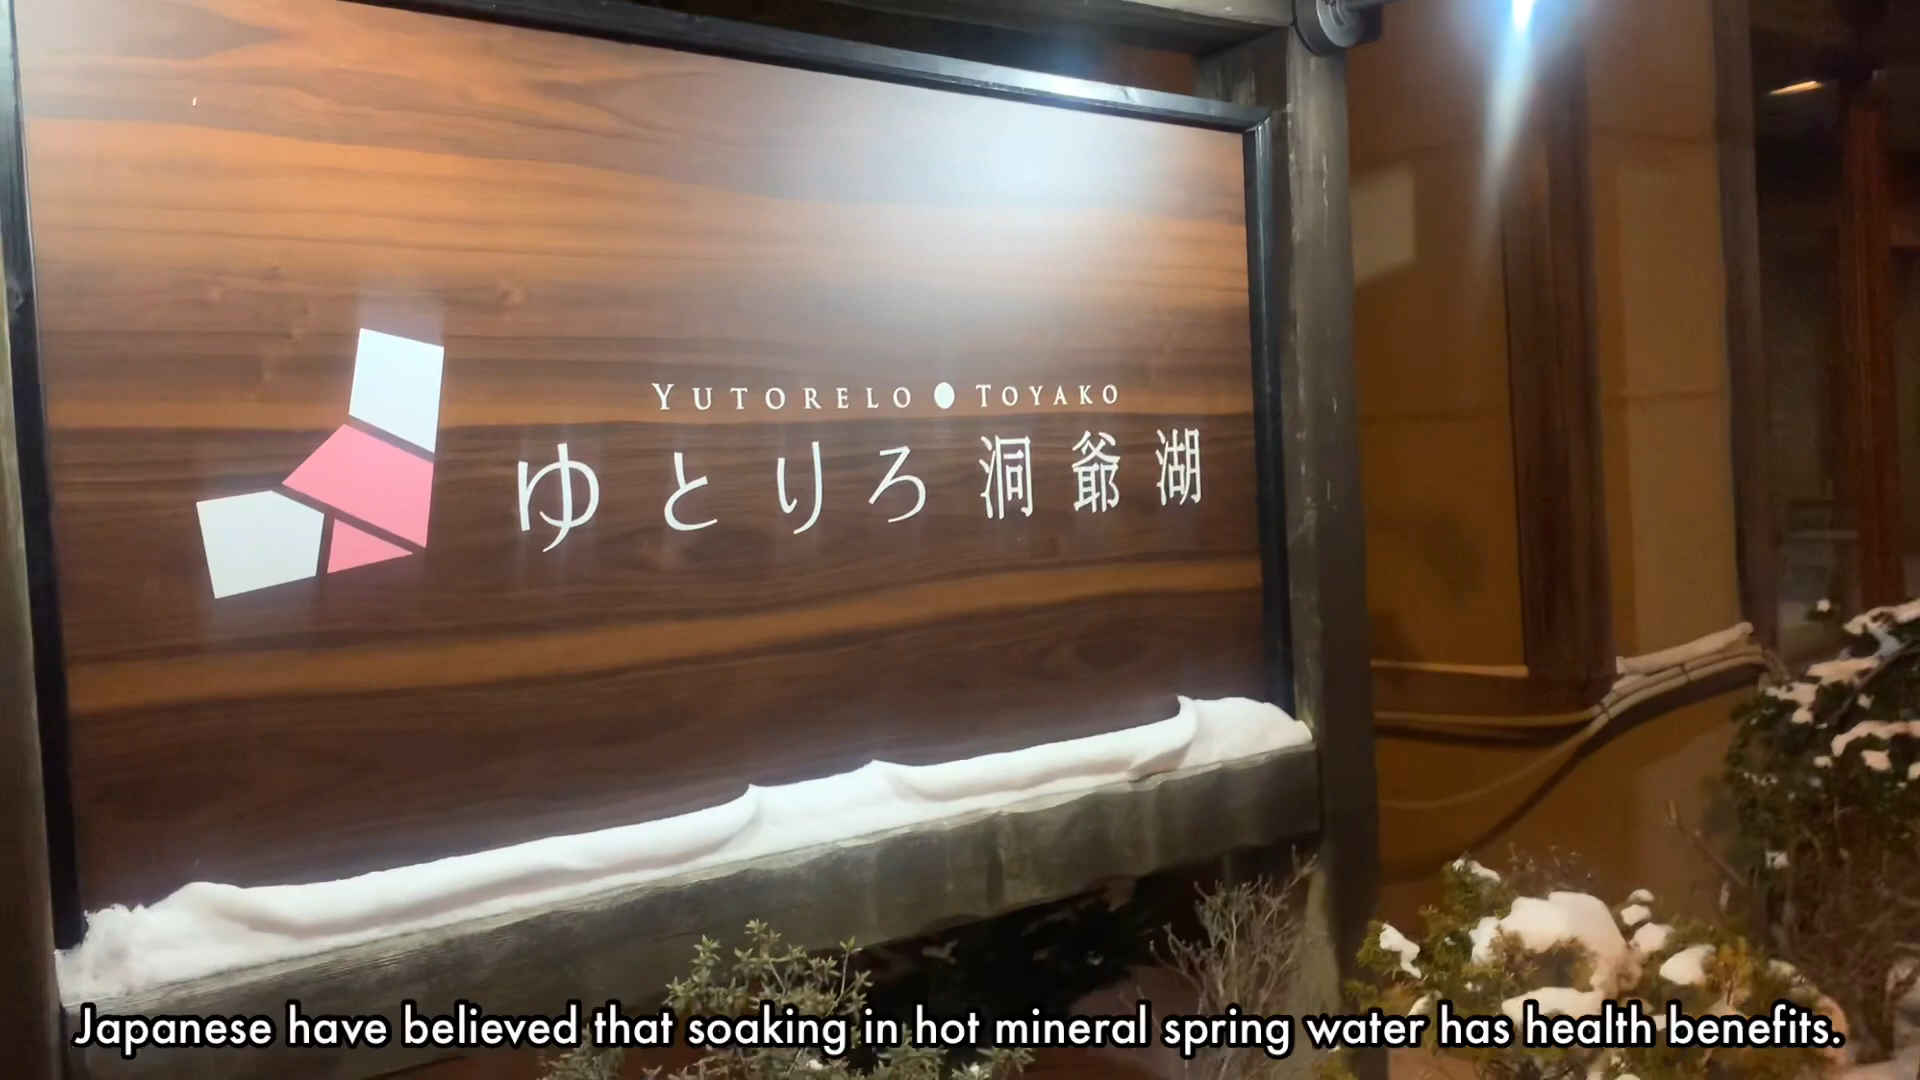 YUTORELO●TOYAKO
ゆとりろ洞爺湖
Japanese have believed that soaking in hot mineral spring water has health benefits.